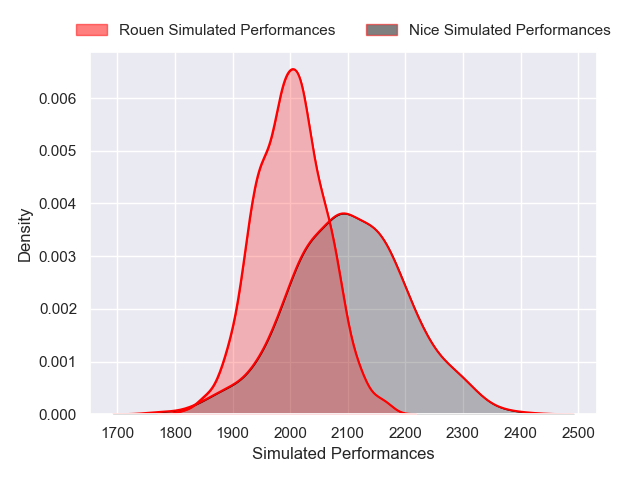 Rouen Simulated Performances Nice Simulated Performances
0.006
0.005
0.004
0.003
0.002
0.001
0.000
Density
1700 1800 1900 2000 2100 2200 2300 2400 2500
Simulated Performances